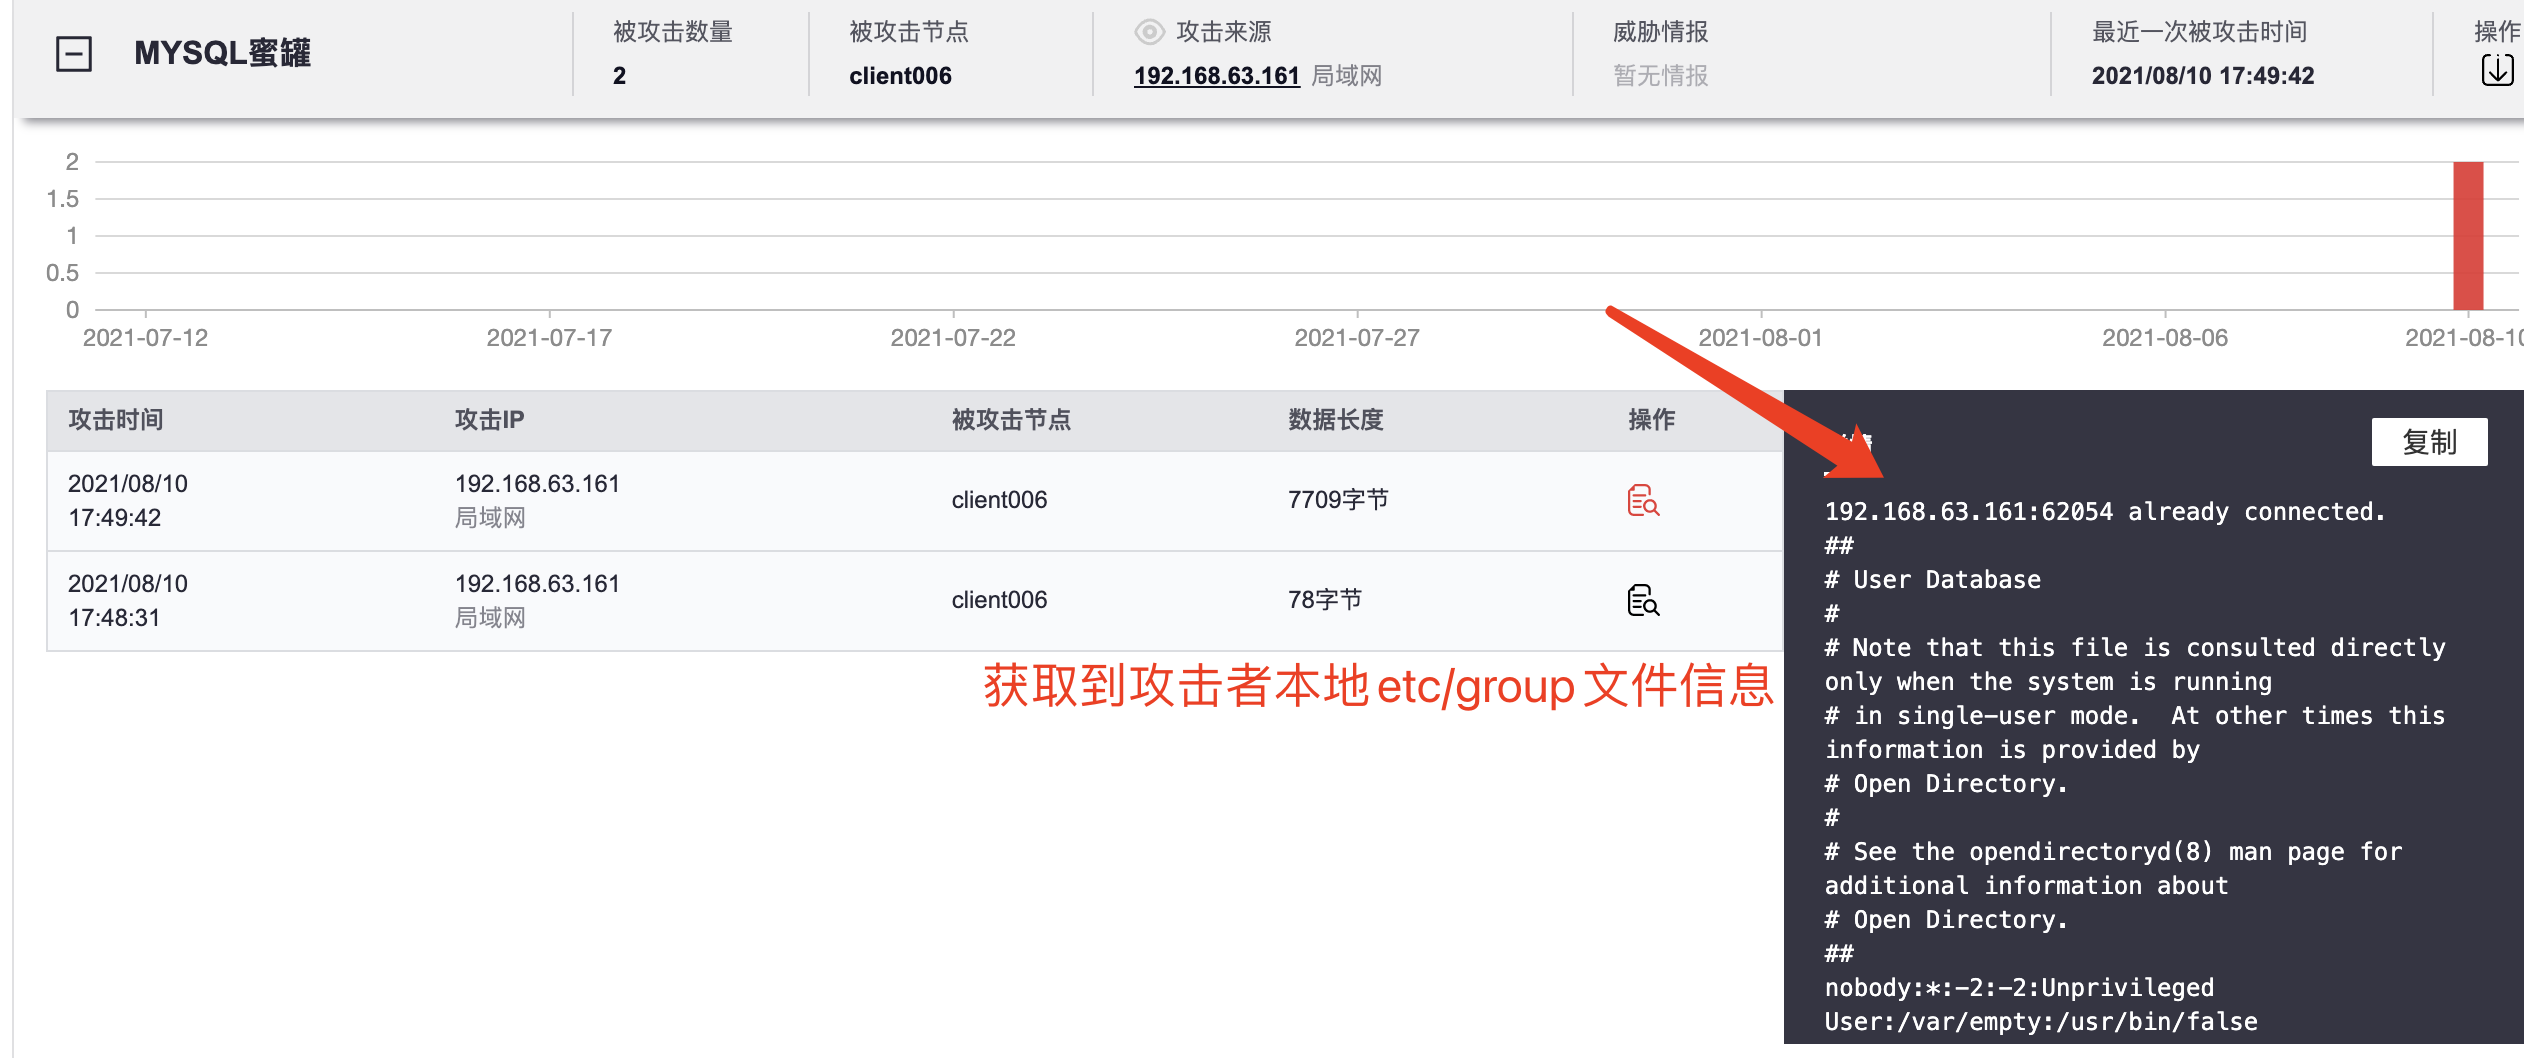 MYSQL蜜罐
被攻击数量
2
被攻击节点
client006
攻击来源
192.168.63.161 局域网
威胁情报
暂无情报
最近一次被攻击时间
2021/08/10 17:49:42
操作
2
1.5
1
0.5
0
2021-07-12
2021-07-17
2021-07-22
2021-07-27
2021-08-01
2021-08-06
2021-08-10
攻击时间 攻击IP 被攻击节点 数据长度 操作
2021/08/10
17:49:42
192.168.63.161
局域网
client006
7709字节
2021/08/10
17:48:31
192.168.63.161
局域网
client006
78字节
获取到攻击者本地etc/group文件信息
复制
192.168.63.161:62054 already connected.
##
# User Database
#
# Note that this file is consulted directly
only when the system is running
# in single-user mode.  At other times this
information is provided by
# Open Directory.
#
# See the opendirectoryd(8) man page for
additional information about
# Open Directory.
##
nobody:*:-2:-2:Unprivileged
User:/var/empty:/usr/bin/false